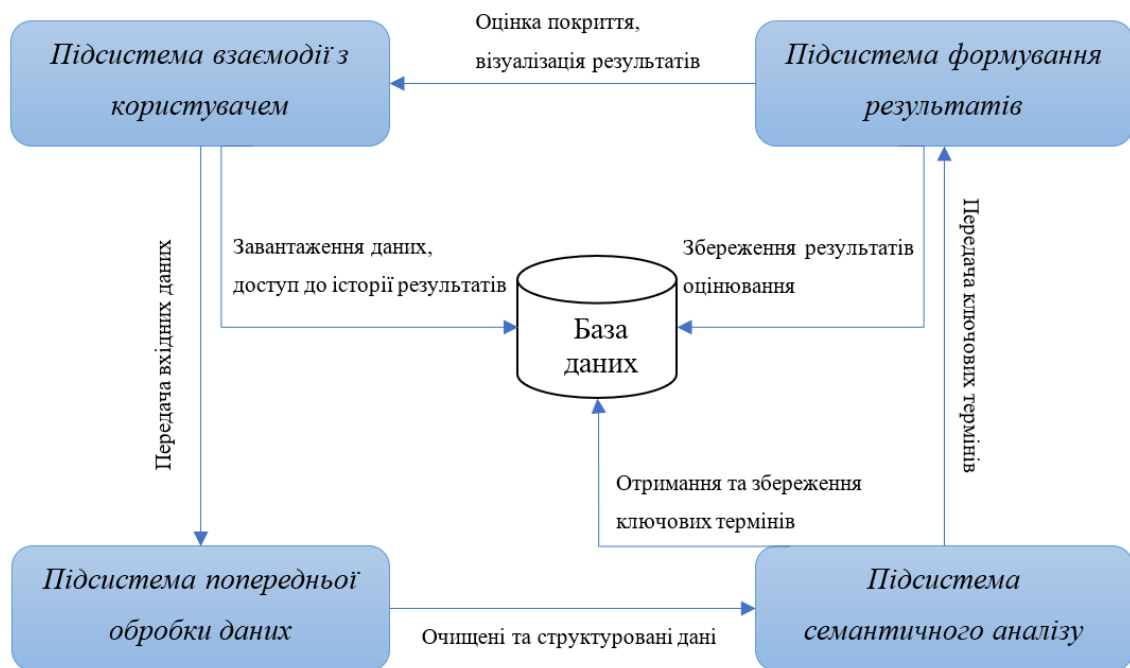 Підсистема взаємодії з
користувачем
Оцінка покриття,
візуалізація результатів
Підсистема формування
результатів
Передача вхідних даних
Завантаження даних,
доступ до історії результатів
База
даних
Збереження результатів
оцінювання
Передача ключових
термінів
Отримання та збереження
ключових термінів
Підсистема попередньої
обробки даних
Очищені та структуровані дані
Підсистема
семантичного аналізу